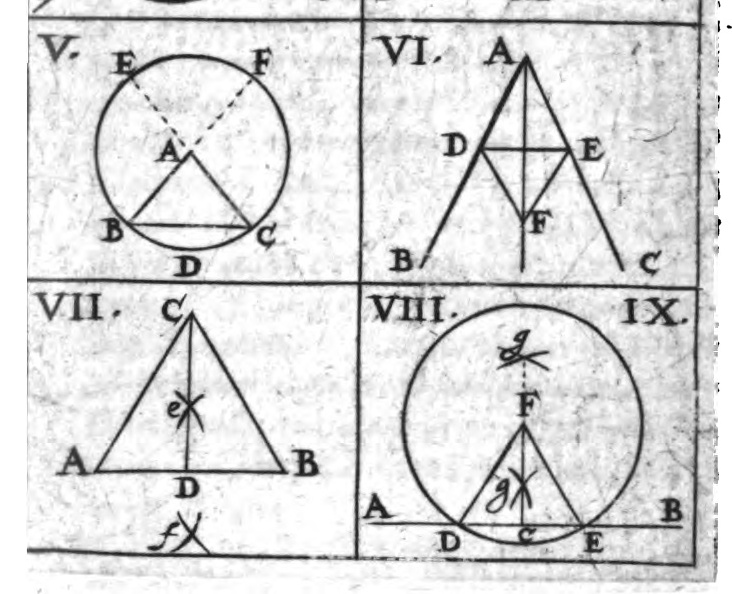 V.
E F
A
B C
D
VI. A
D E
F
B C
VII. C
e
A B
D
f
VIII. IX.
g
F
g
A B
D C E